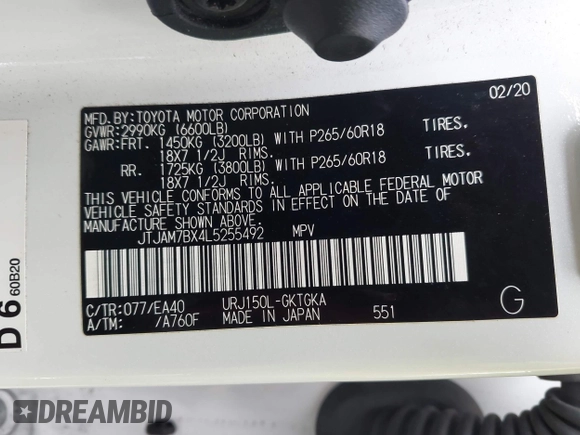 02/20
MFD.BY:TOYOTA MOTOR CORPORATION
GVWR:2990KG (6600LB)
GAWR:FRT. 1450KG (3200LB) WITH P265/60R18 TIRES.
18X7 1/2J RIMS.
RR. 1725KG (3800LB) WITH P265/60R18 TIRES.
18X7 1/2J RIMS.
THIS VEHICLE CONFORMS TO ALL APPLICABLE FEDERAL MOTOR
VEHICLE SAFETY STANDARDS IN EFFECT ON THE DATE OF
MANUFACTURE SHOWN ABOVE.
JTJAM7BX4L5255492 MPV
C/TR:077/EA40 URJ150L-GKTGKA
A/TM: /A760F MADE IN JAPAN 551 G
D 6
60B20
DREAMBID